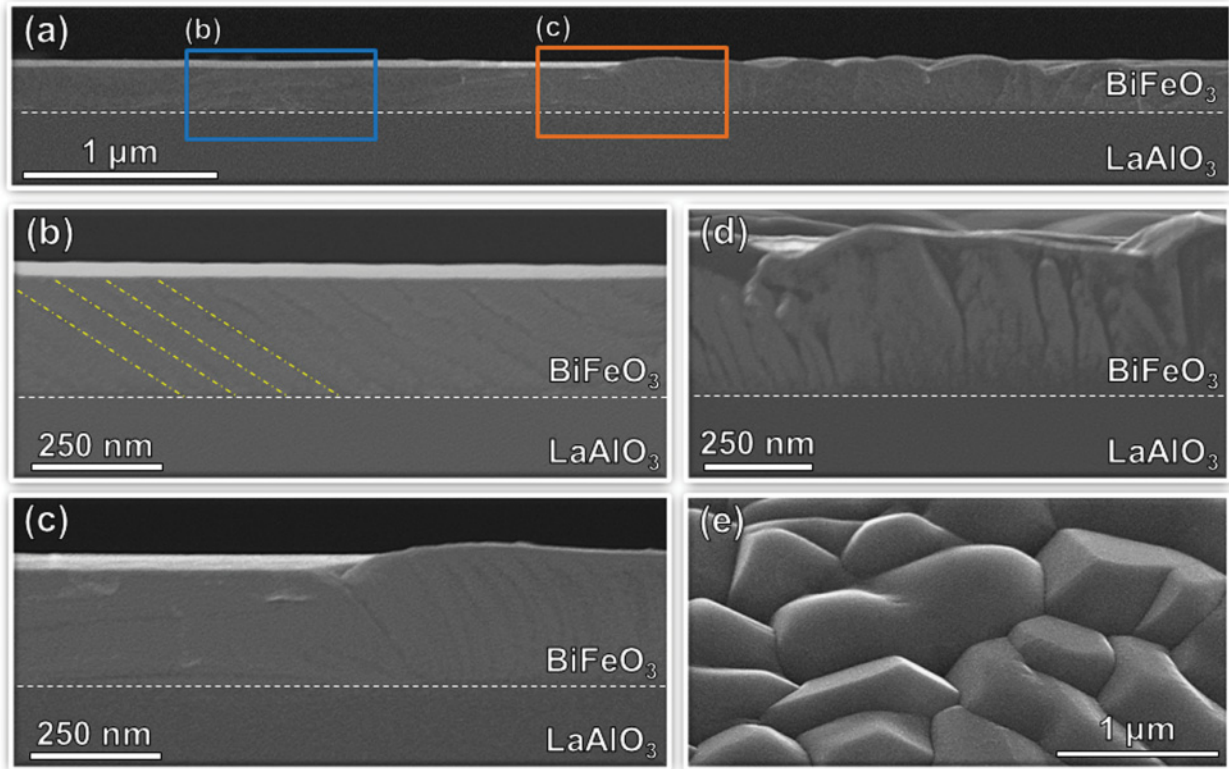 (a)
(b)
(c)
BiFeO₃
1 µm
LaAlO₃
(b)
BiFeO₃
250 nm
LaAlO₃
(d)
BiFeO₃
250 nm
LaAlO₃
(c)
BiFeO₃
250 nm
LaAlO₃
(e)
1 µm